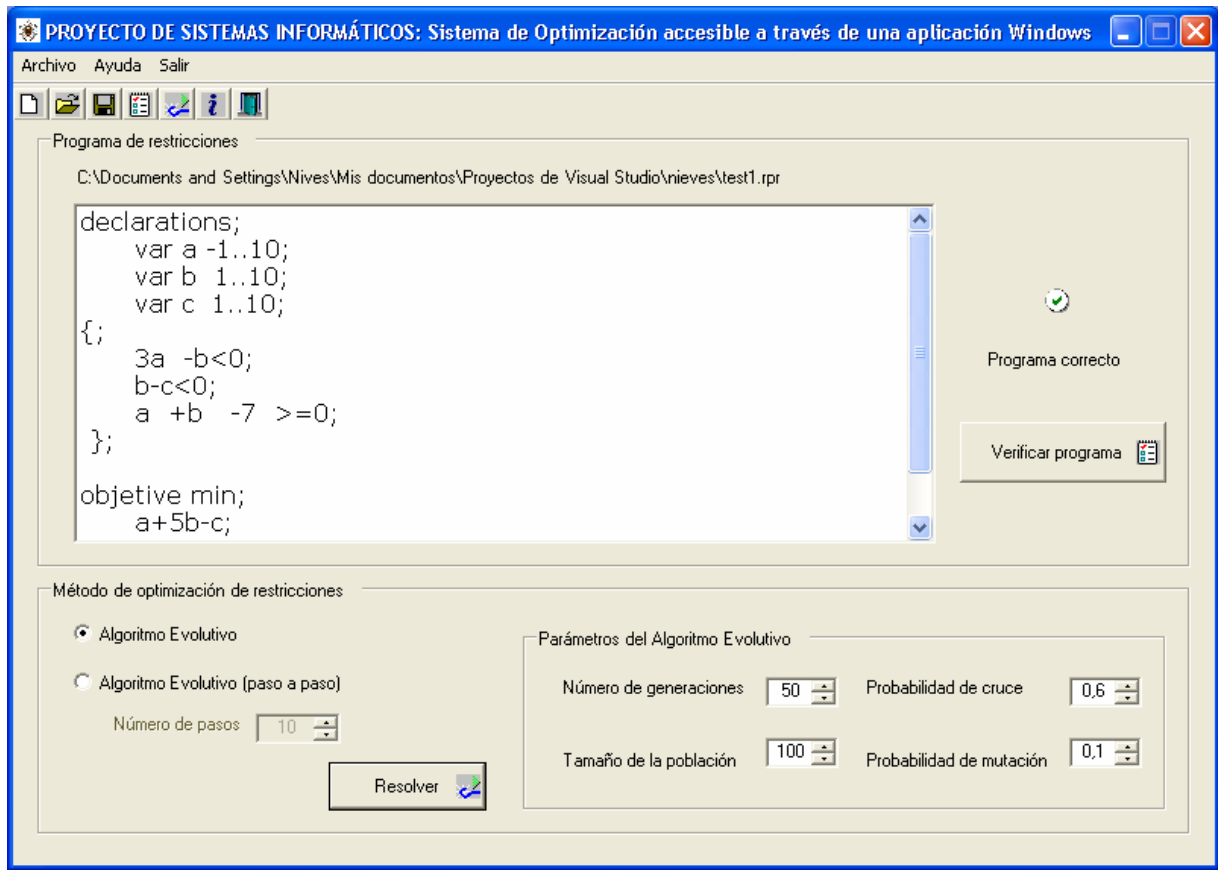 PROYECTO DE SISTEMAS INFORMÁTICOS: Sistema de Optimización accesible a través de una aplicación Windows
Archivo Ayuda Salir
Programa de restricciones
C:\Documents and Settings\Nives\Mis documentos\Proyectos de Visual Studio\nieves\test1.rpr
declarations;
var a -1..10;
var b 1..10;
var c 1..10;
{;
3a -b<0;
b-c<0;
a +b -7 >=0;
};
objetive min;
a+5b-c;
Programa correcto
Verificar programa
Método de optimización de restricciones
Algoritmo Evolutivo
Algoritmo Evolutivo (paso a paso)
Número de pasos 10
Resolver
Parámetros del Algoritmo Evolutivo
Número de generaciones 50 Probabilidad de cruce 0,6
Tamaño de la población 100 Probabilidad de mutación 0,1